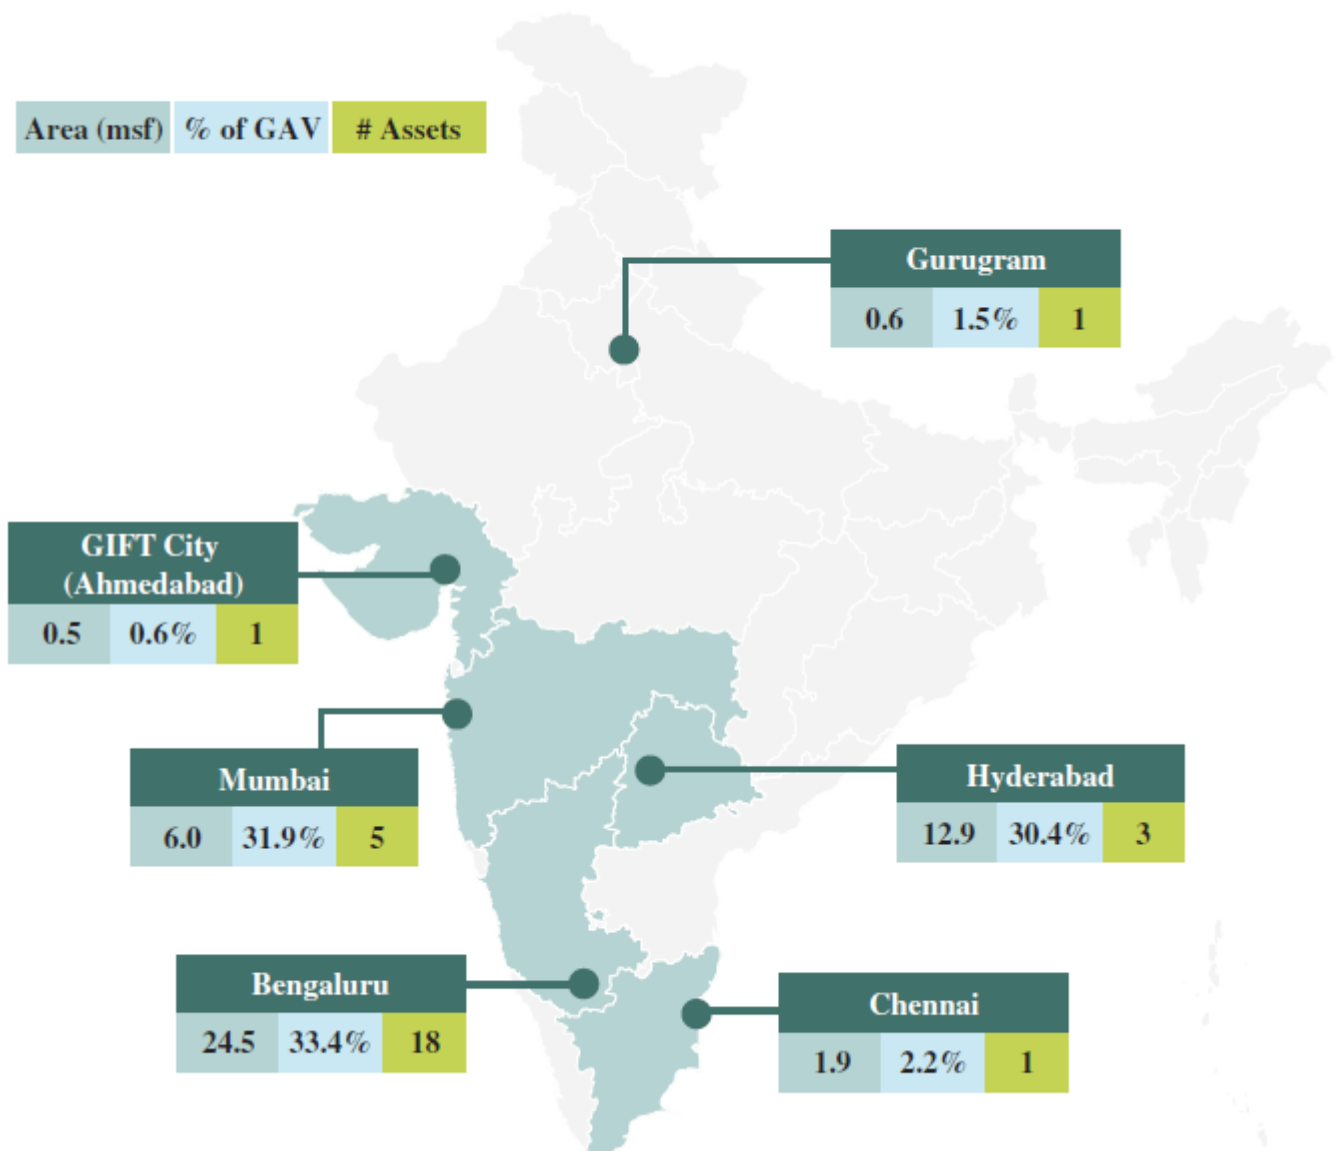 Area (msf) % of GAV # Assets
Gurugram
0.6 1.5% 1
GIFT City
(Ahmedabad)
0.5 0.6% 1
Mumbai
6.0 31.9% 5
Hyderabad
12.9 30.4% 3
Bengaluru
24.5 33.4% 18
Chennai
1.9 2.2% 1